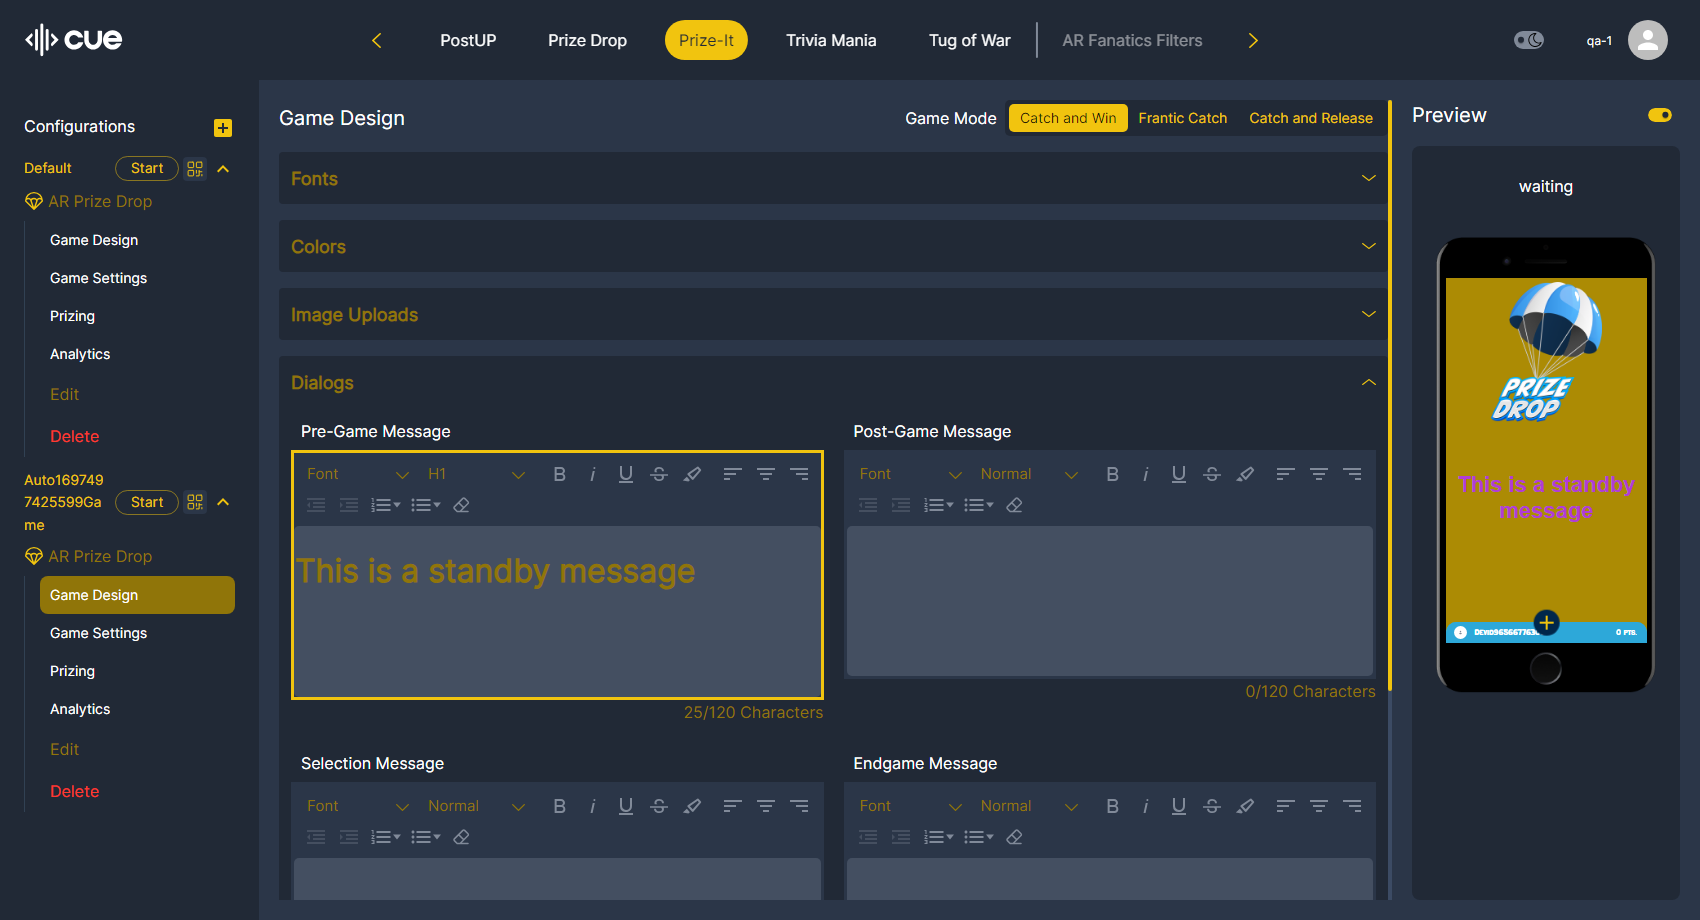 cue
PostUP
Prize Drop
Prize-It
Trivia Mania
Tug of War
AR Fanatics Filters
qa-1
Configurations
Default
Start
AR Prize Drop
Game Design
Game Settings
Prizing
Analytics
Edit
Delete
Auto169749
7425599Ga
me
Start
AR Prize Drop
Game Design
Game Settings
Prizing
Analytics
Edit
Delete
Game Design
Game Mode
Catch and Win
Frantic Catch
Catch and Release
Fonts
Colors
Image Uploads
Dialogs
Pre-Game Message
Font
H1
This is a standby message
25/120 Characters
Post-Game Message
Font
Normal
0/120 Characters
Selection Message
Font
Normal
Endgame Message
Font
Normal
Preview
waiting
PRIZE
DROP
This is a standby
message
0 PTS.